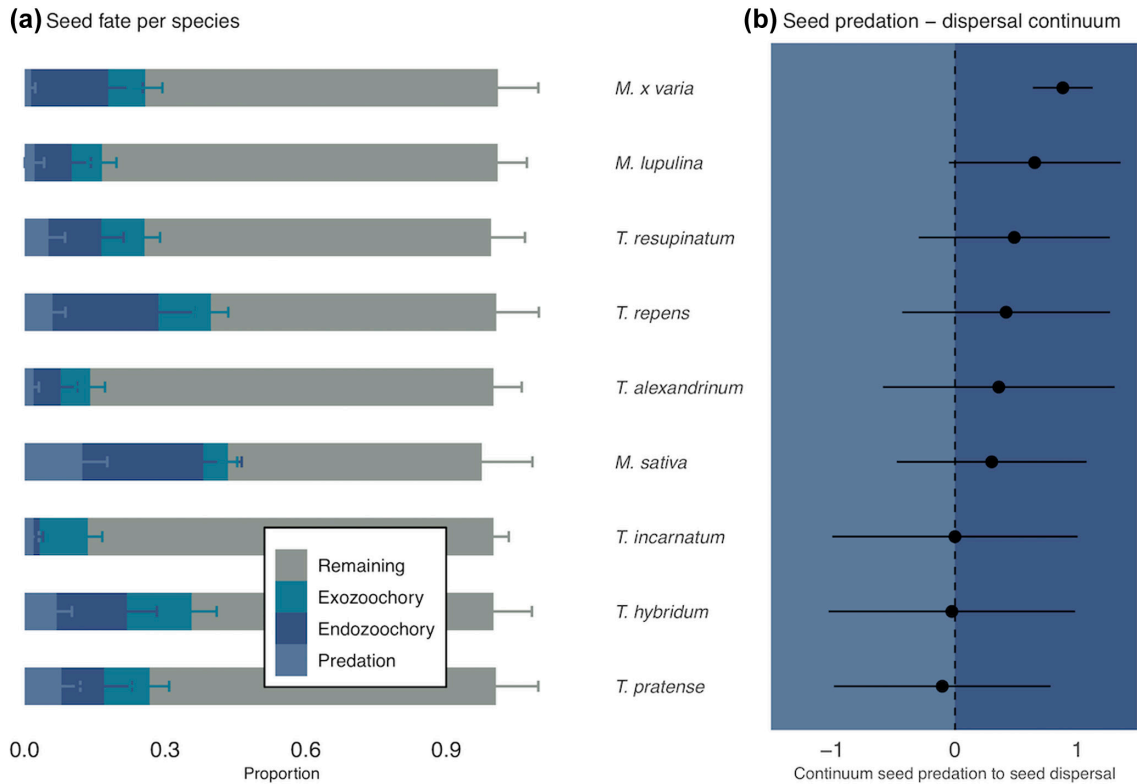 (a) Seed fate per species
(b) Seed predation – dispersal continuum
M. x varia
M. lupulina
T. resupinatum
T. repens
T. alexandrinum
M. sativa
T. incarnatum
T. hybridum
T. pratense
Remaining
Exozoochory
Endozoochory
Predation
0.0 0.3 0.6 0.9
Proportion
−1 0 1
Continuum seed predation to seed dispersal